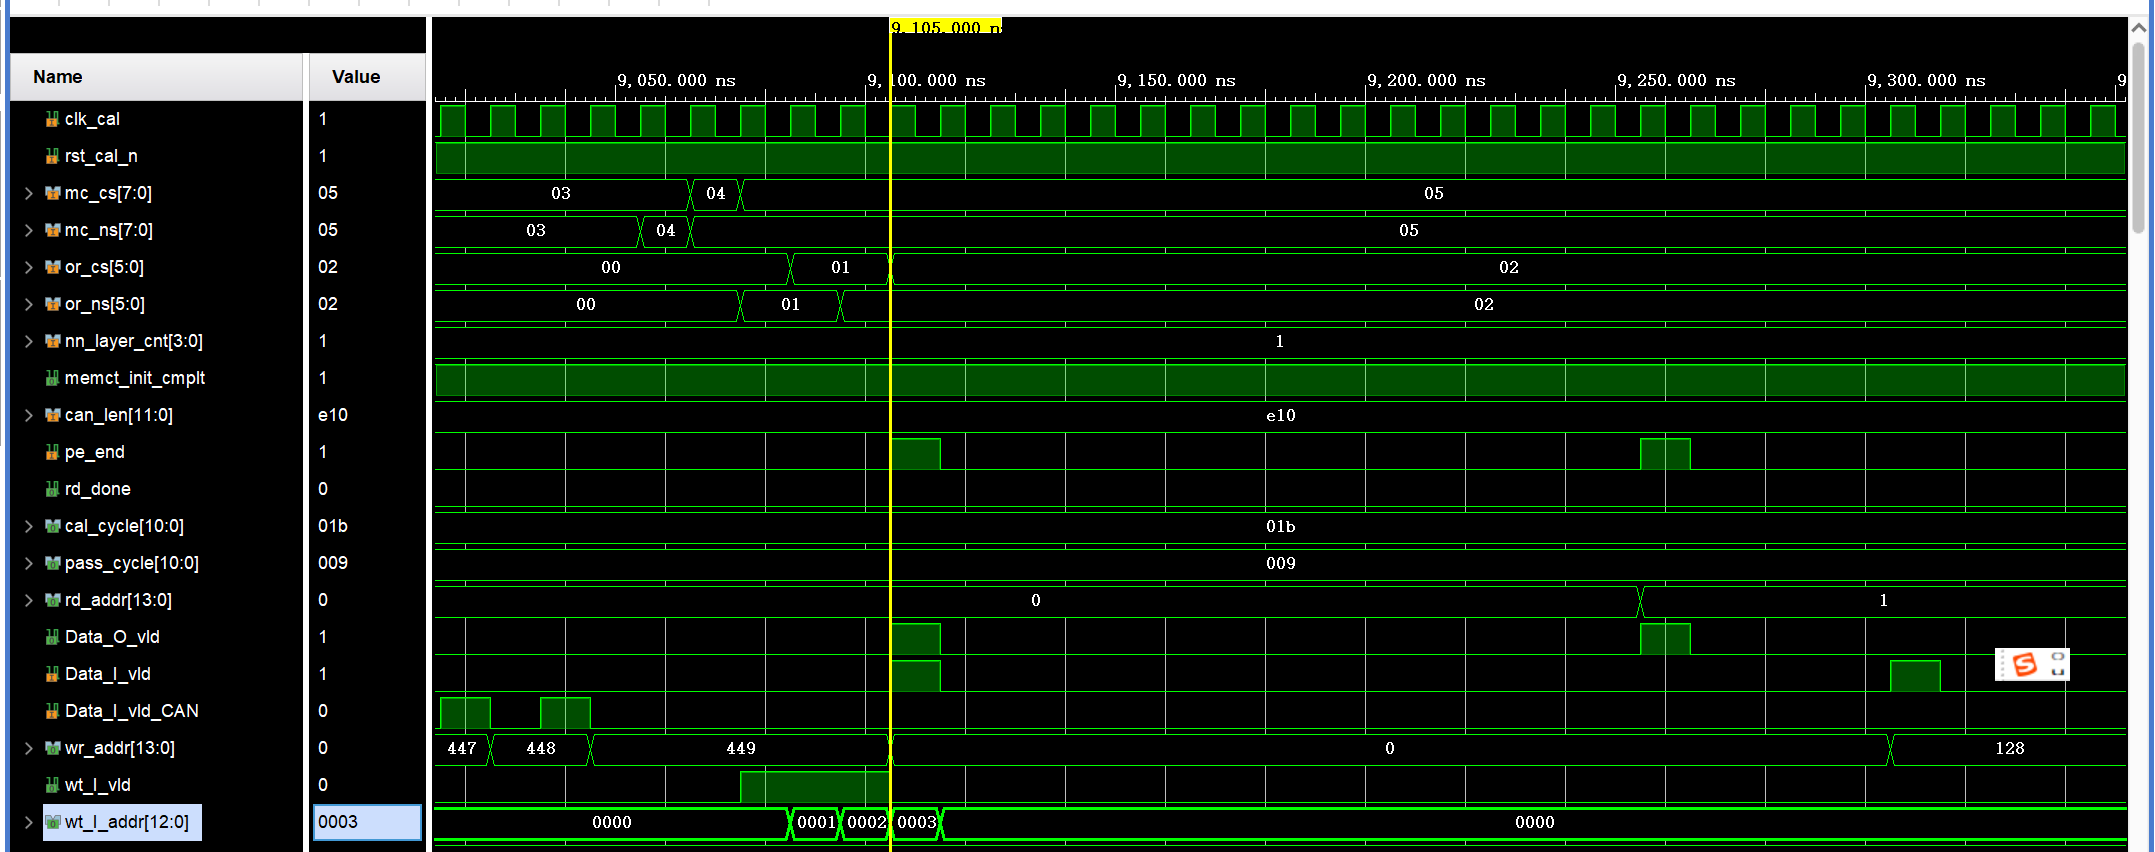 9,105.000 n
Name Value
9,050.000 ns 9,100.000 ns 9,150.000 ns 9,200.000 ns 9,250.000 ns 9,300.000 ns 9
clk_cal 1
rst_cal_n 1
mc_cs[7:0] 05 03 04 05
mc_ns[7:0] 05 03 04 05
or_cs[5:0] 02 00 01 02
or_ns[5:0] 02 00 01 02
nn_layer_cnt[3:0] 1 1
memct_init_cmplt 1
can_len[11:0] e10 e10
pe_end 1
rd_done 0
cal_cycle[10:0] 01b 01b
pass_cycle[10:0] 009 009
rd_addr[13:0] 0 0 1
Data_O_vld 1
Data_I_vld 1
Data_I_vld_CAN 0
wr_addr[13:0] 0 447 448 449 0 128
wt_I_vld 0
wt_I_addr[12:0] 0003 0000 0001 0002 0003 0000